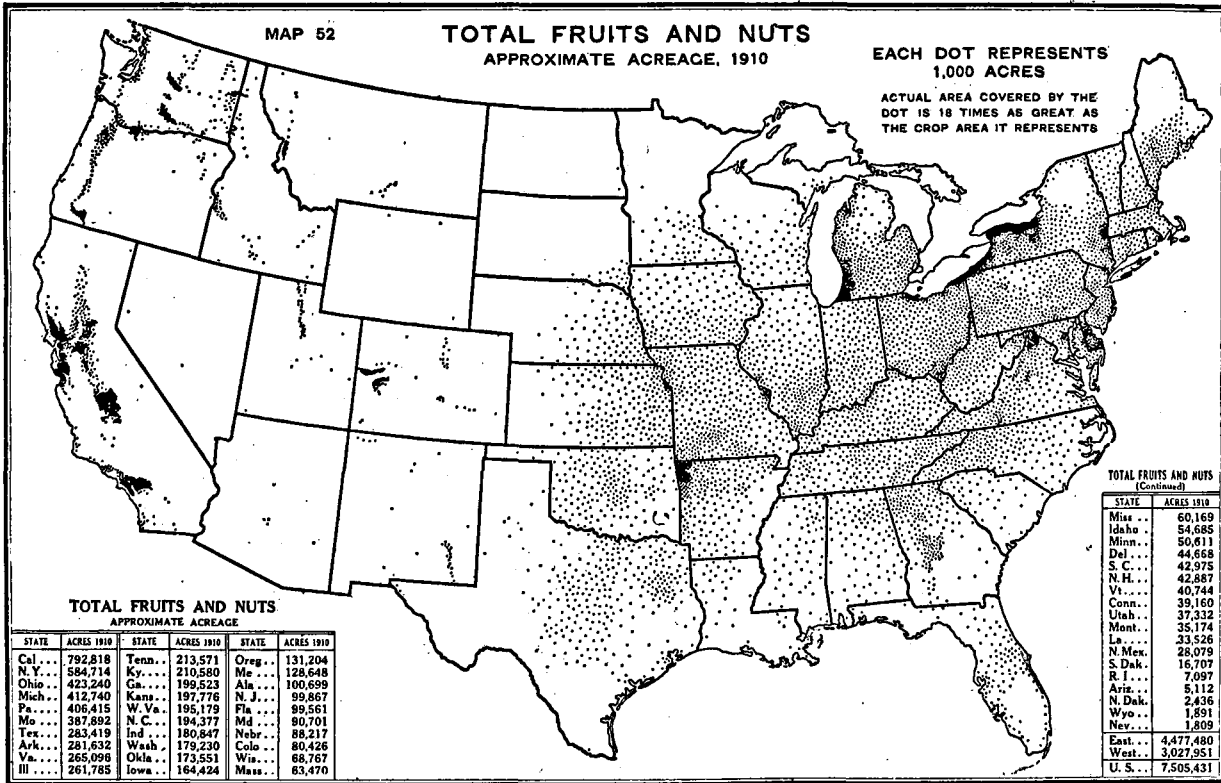 MAP 52
TOTAL FRUITS AND NUTS
APPROXIMATE ACREAGE, 1910
EACH DOT REPRESENTS
1,000 ACRES
ACTUAL AREA COVERED BY THE
DOT IS 18 TIMES AS GREAT AS
THE CROP AREA IT REPRESENTS
TOTAL FRUITS AND NUTS
APPROXIMATE ACREAGE
STATE ACRES 1910 STATE ACRES 1910 STATE ACRES 1910
Cal .... 792,818 Tenn.. 213,571 Oreg.. 131,204
N.Y.... 584,714 Ky.... 210,580 Me ... 128,648
Ohio .. 423,240 Ga.... 199,523 Ala ... 100,699
Mich .. 412,740 Kans.. 197,776 N. J... 99,867
Pa..... 406,415 W. Va.. 195,179 Fla ... 99,561
Mo .... 387,892 N. C... 194,377 Md ... 90,701
Tex.... 283,419 Ind ... 180,847 Nebr.. 88,217
Ark.... 281,632 Wash . 179,230 Colo .. 80,426
Va..... 265,096 Okla .. 173,551 Wis... 68,767
Ill .... 261,785 Iowa.. 164,424 Mass.. 63,470
TOTAL FRUITS AND NUTS
(Continued)
STATE ACRES 1910
Miss .. 60,169
Idaho .. 54,685
Minn.. 50,611
Del ... 44,668
S. C... 42,975
N. H... 42,887
Vt.... 40,744
Conn.. 39,160
Utah.. 37,332
Mont.. 35,174
La ... 33,526
N. Mex. 28,079
S. Dak.. 16,707
R. I... 7,097
Ariz... 5,112
N. Dak. 2,436
Wyo .. 1,891
Nev... 1,809
East... 4,477,480
West.. 3,027,951
U. S... 7,505,431